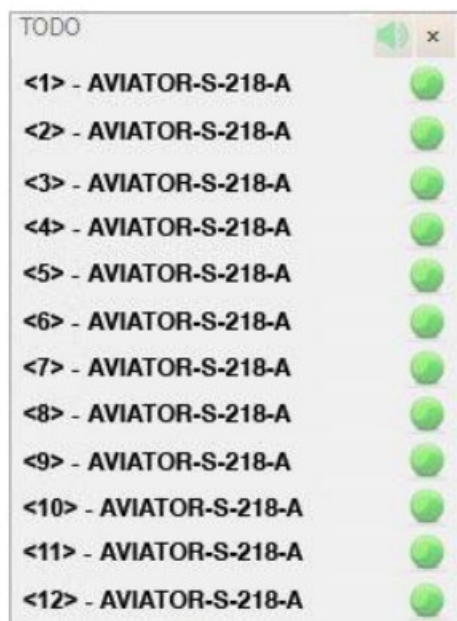 TODO
<1> - AVIATOR-S-218-A
<2> - AVIATOR-S-218-A
<3> - AVIATOR-S-218-A
<4> - AVIATOR-S-218-A
<5> - AVIATOR-S-218-A
<6> - AVIATOR-S-218-A
<7> - AVIATOR-S-218-A
<8> - AVIATOR-S-218-A
<9> - AVIATOR-S-218-A
<10> - AVIATOR-S-218-A
<11> - AVIATOR-S-218-A
<12> - AVIATOR-S-218-A